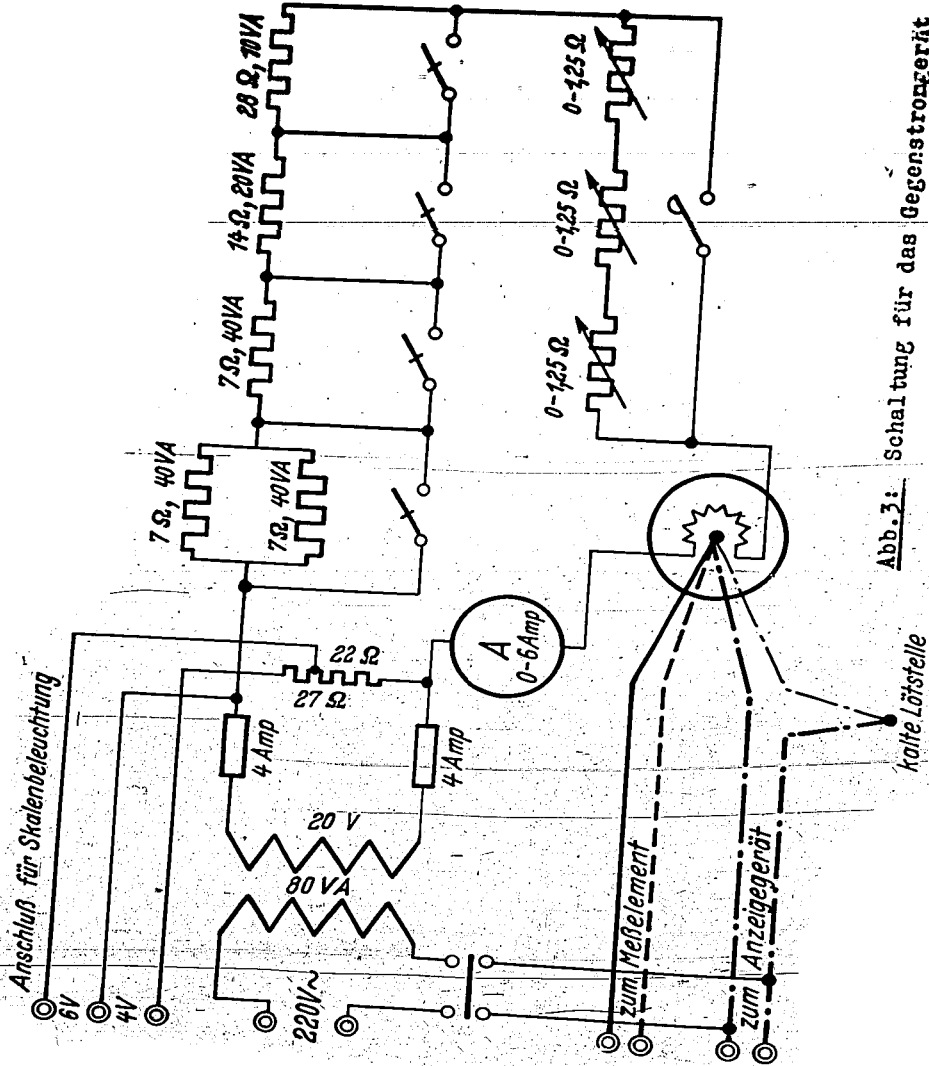 Anschluß für Skalenbeleuchtung
6V
4V
220V~
80 VA
20 V
4 Amp
4 Amp
27 Ω
22 Ω
A
0-6 Amp
7 Ω, 40VA
7 Ω, 40VA
7 Ω, 40VA
14 Ω, 20VA
28 Ω, 10VA
0-1,25 Ω
0-1,25 Ω
0-1,25 Ω
zum Meßelement
zum Anzeigegerät
kalte Lötstelle
Abb.3: Schaltung für das Gegenstromgerät